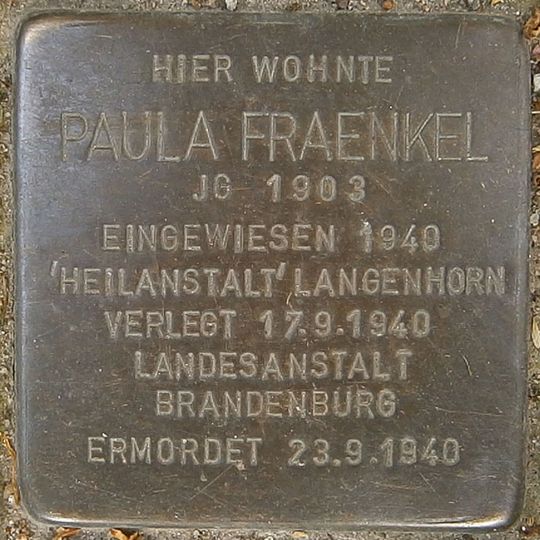 HIER WOHNTE
PAULA FRAENKEL
JG 1903
EINGEWIESEN 1940
'HEILANSTALT' LANGENHORN
VERLEGT 17.9.1940
LANDESANSTALT
BRANDENBURG
ERMORDET 23.9.1940